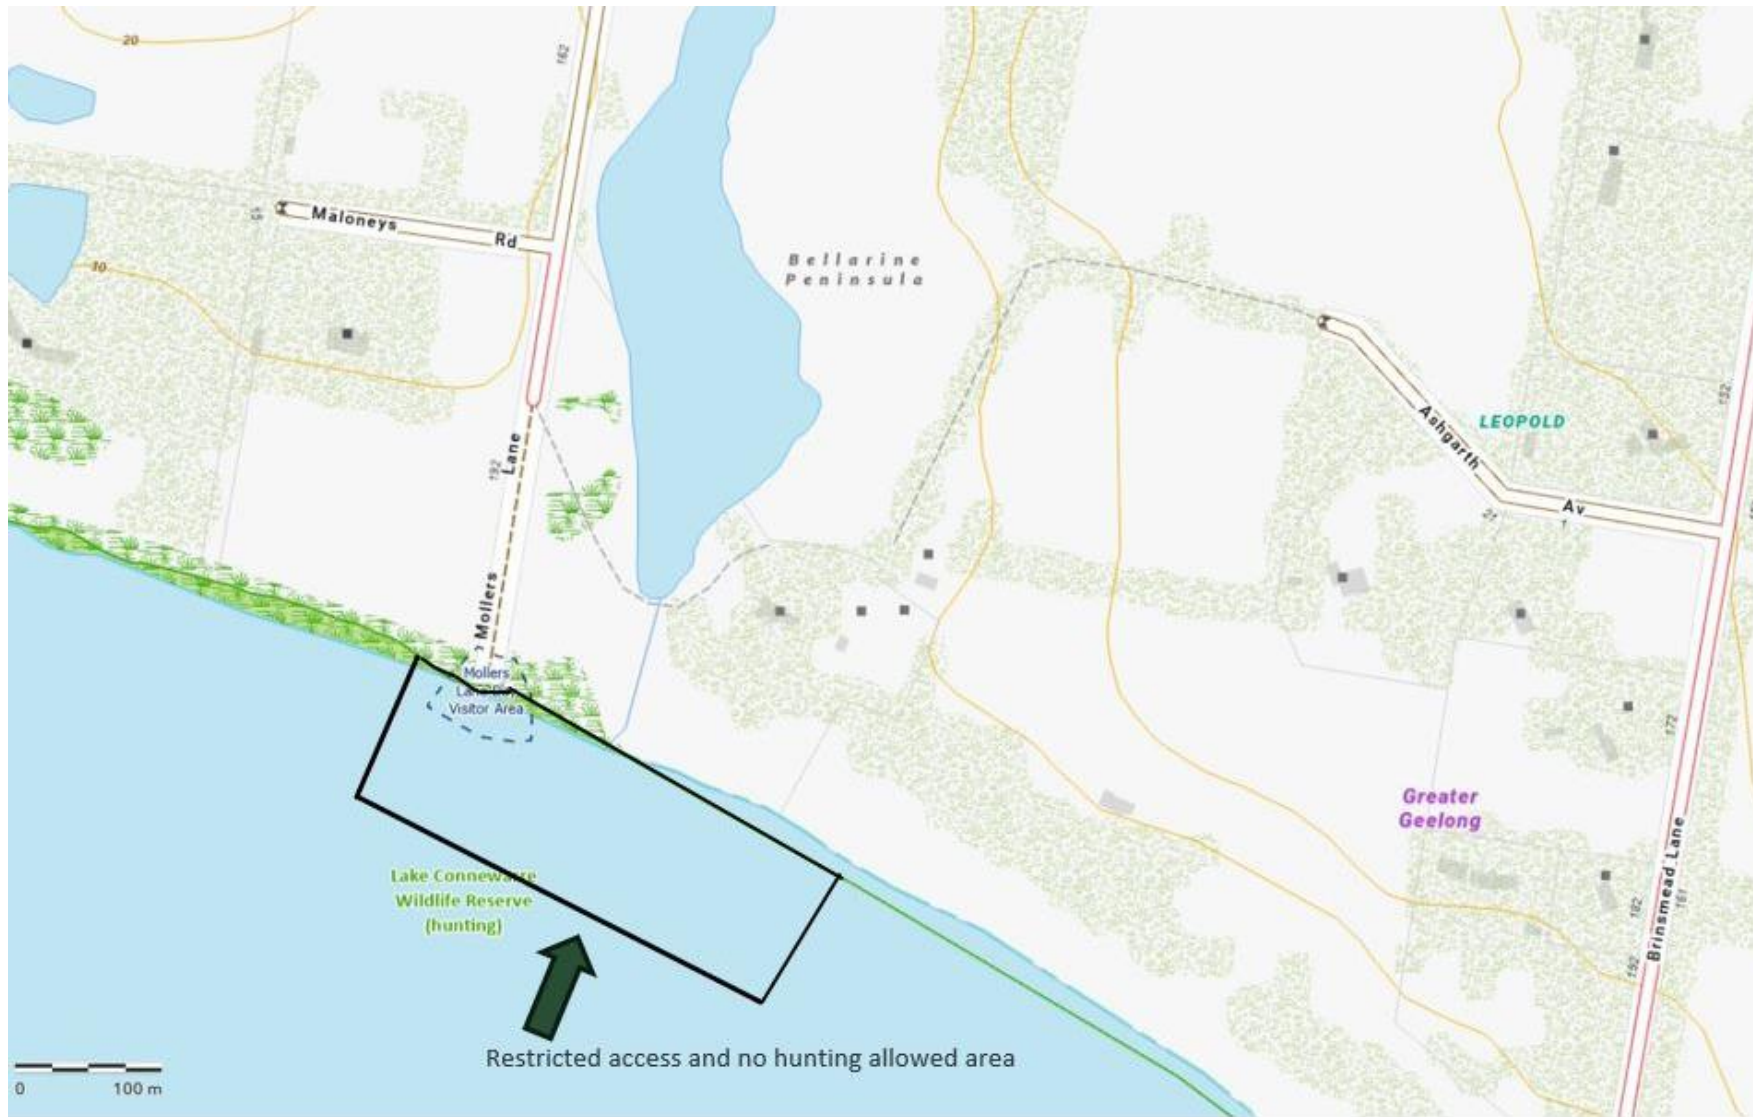 20
162
Maloneys Rd
15
10
Bellarine
Peninsula
132
LEOPOLD
Ashgarth Av
21
1
192
Mollers Lane
Mollers
Visitor Area
172
Greater
Geelong
Brinsmead Lane
182
161
192
Lake Connewarre
Wildlife Reserve
(hunting)
Restricted access and no hunting allowed area
0 100 m